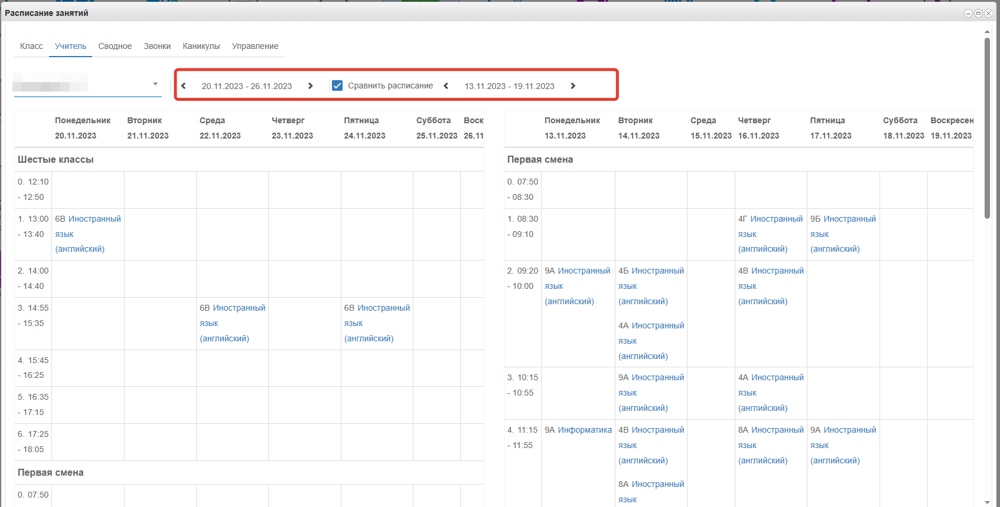 Расписание занятий
Класс Учитель Сводное Звонки Каникулы Управление
20.11.2023 - 26.11.2023 Сравнить расписание 13.11.2023 - 19.11.2023
Понедельник Вторник Среда Четверг Пятница Суббота Воск
20.11.2023 21.11.2023 22.11.2023 23.11.2023 24.11.2023 25.11.2023 26.11
Шестые классы
0. 12:10
- 12:50
1. 13:00 6В Иностранный
- 13:40 язык
(английский)
2. 14:00
- 14:40
3. 14:55 6В Иностранный 6В Иностранный
- 15:35 язык язык
(английский) (английский)
4. 15:45
- 16:25
5. 16:35
- 17:15
6. 17:25
- 18:05
Первая смена
0. 07:50
Понедельник Вторник Среда Четверг Пятница Суббота Воскресен
13.11.2023 14.11.2023 15.11.2023 16.11.2023 17.11.2023 18.11.2023 19.11.2023
Первая смена
0. 07:50
- 08:30
1. 08:30 4Г Иностранный 9Б Иностранный
- 09:10 язык язык
(английский) (английский)
2. 09:20 9А Иностранный 4Б Иностранный 4В Иностранный
- 10:00 язык язык язык
(английский) (английский) (английский)
4А Иностранный
язык
(английский)
3. 10:15 9А Иностранный 4А Иностранный
- 10:55 язык язык
(английский) (английский)
4. 11:15 9А Информатика 4В Иностранный 8А Иностранный 9А Иностранный
- 11:55 язык язык язык
(английский) (английский) (английский)
8А Иностранный
язык